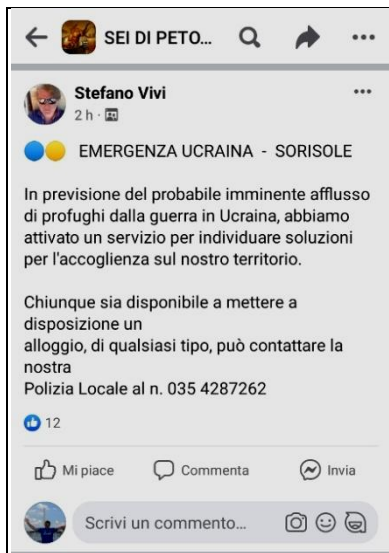 SEI DI PETO...
Stefano Vivi
2 h
EMERGENZA UCRAINA - SORISOLE
In previsione del probabile imminente afflusso
di profughi dalla guerra in Ucraina, abbiamo
attivato un servizio per individuare soluzioni
per l'accoglienza sul nostro territorio.
Chiunque sia disponibile a mettere a
disposizione un
alloggio, di qualsiasi tipo, può contattare la
nostra
Polizia Locale al n. 035 4287262
12
Mi piace Commenta Invia
Scrivi un commento...